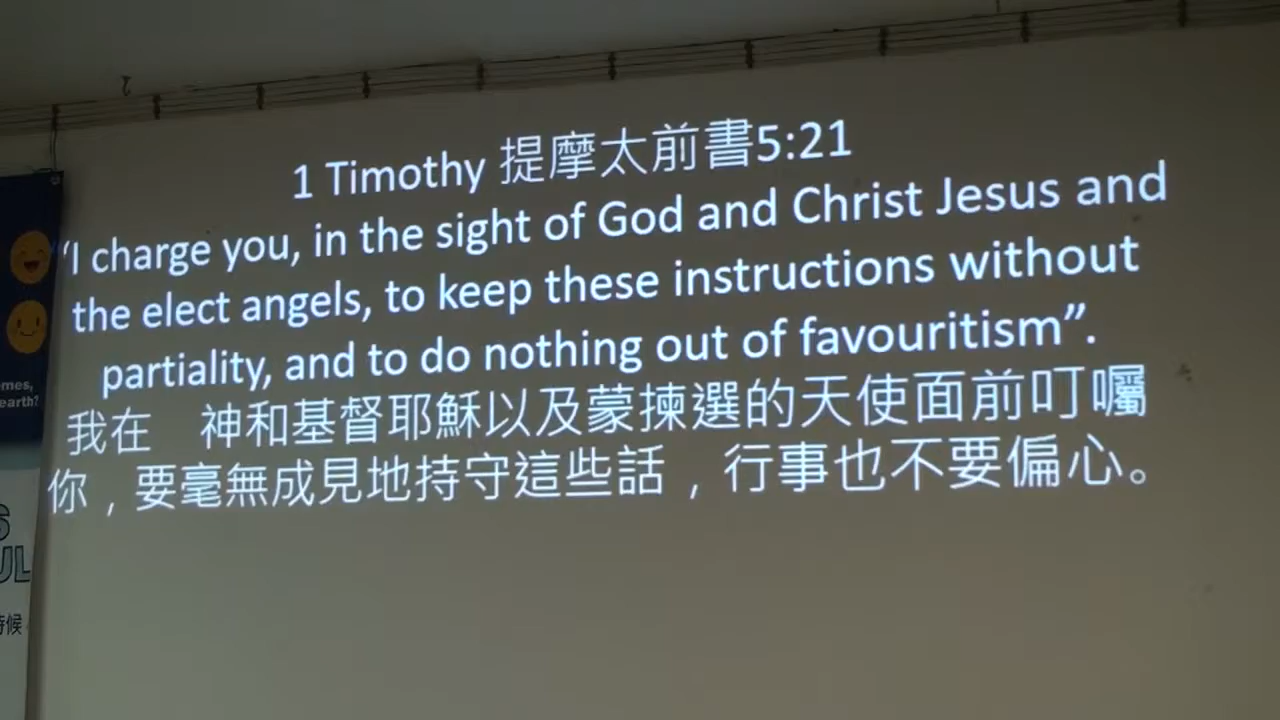 1 Timothy 提摩太前書5:21
“I charge you, in the sight of God and Christ Jesus and
the elect angels, to keep these instructions without
partiality, and to do nothing out of favouritism”.
我在　神和基督耶穌以及蒙揀選的天使面前叮囑
你，要毫無成見地持守這些話，行事也不要偏心。
earth?